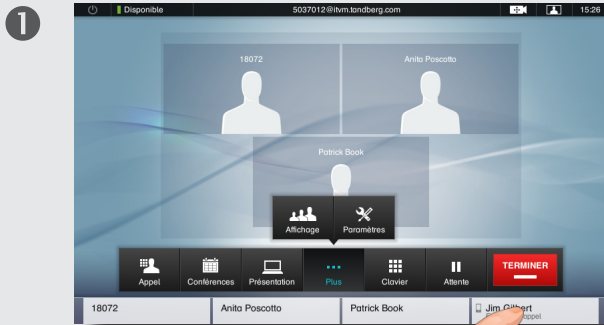 1
Disponible 5037012@itvm.tandberg.com 15:26
18072 Anita Poscotto
Patrick Book
Affichage Paramètres
Appel Conférences Présentation Plus Clavier Attente TERMINER
18072 Anita Poscotto Patrick Book Jim Gilbert
appel